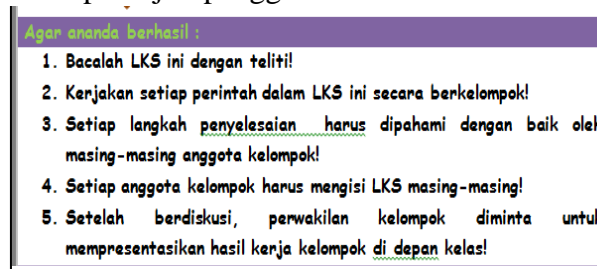 Agar ananda berhasil :
1. Bacalah LKS ini dengan teliti!
2. Kerjakan setiap perintah dalam LKS ini secara berkelompok!
3. Setiap langkah penyelesaian harus dipahami dengan baik oleh
masing-masing anggota kelompok!
4. Setiap anggota kelompok harus mengisi LKS masing-masing!
5. Setelah berdiskusi, perwakilan kelompok diminta untuk
mempresentasikan hasil kerja kelompok di depan kelas!